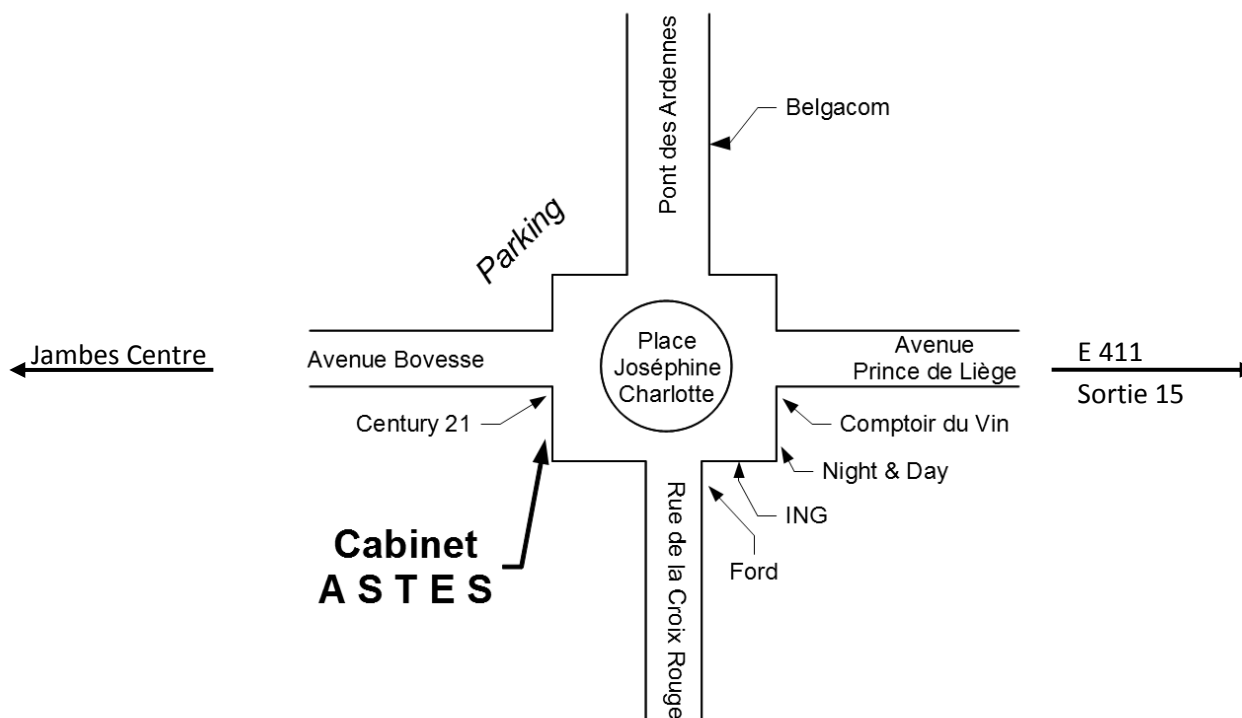 Pont des Ardennes
Belgacom
Parking
Jambes Centre
Avenue Bovesse
Place
Joséphine
Charlotte
Avenue
Prince de Liège
E 411
Sortie 15
Century 21
Comptoir du Vin
Night & Day
ING
Ford
Rue de la Croix Rouge
Cabinet
A S T E S